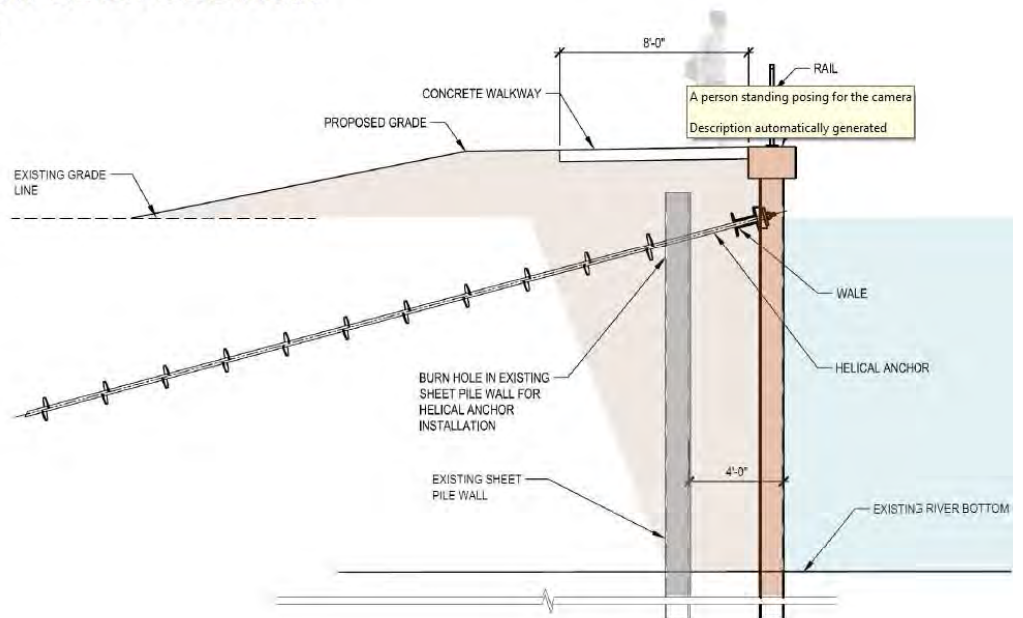 8'-0"
RAIL
CONCRETE WALKWAY
A person standing posing for the camera
Description automatically generated
PROPOSED GRADE
EXISTING GRADE
LINE
WALE
HELICAL ANCHOR
BURN HOLE IN EXISTING
SHEET PILE WALL FOR
HELICAL ANCHOR
INSTALLATION
4'-0"
EXISTING SHEET
PILE WALL
EXISTING RIVER BOTTOM